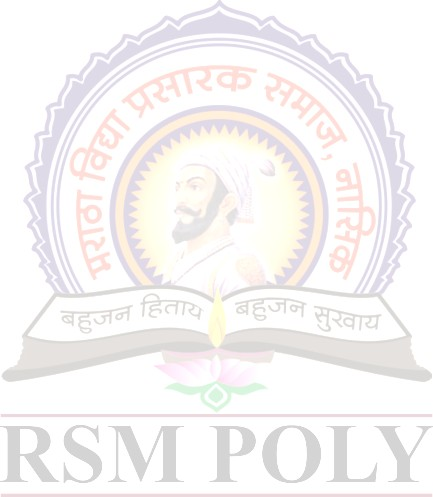 मराठा विद्या प्रसारक समाज, नासिक
बहुजन हिताय बहुजन सुखाय
RSM POLY